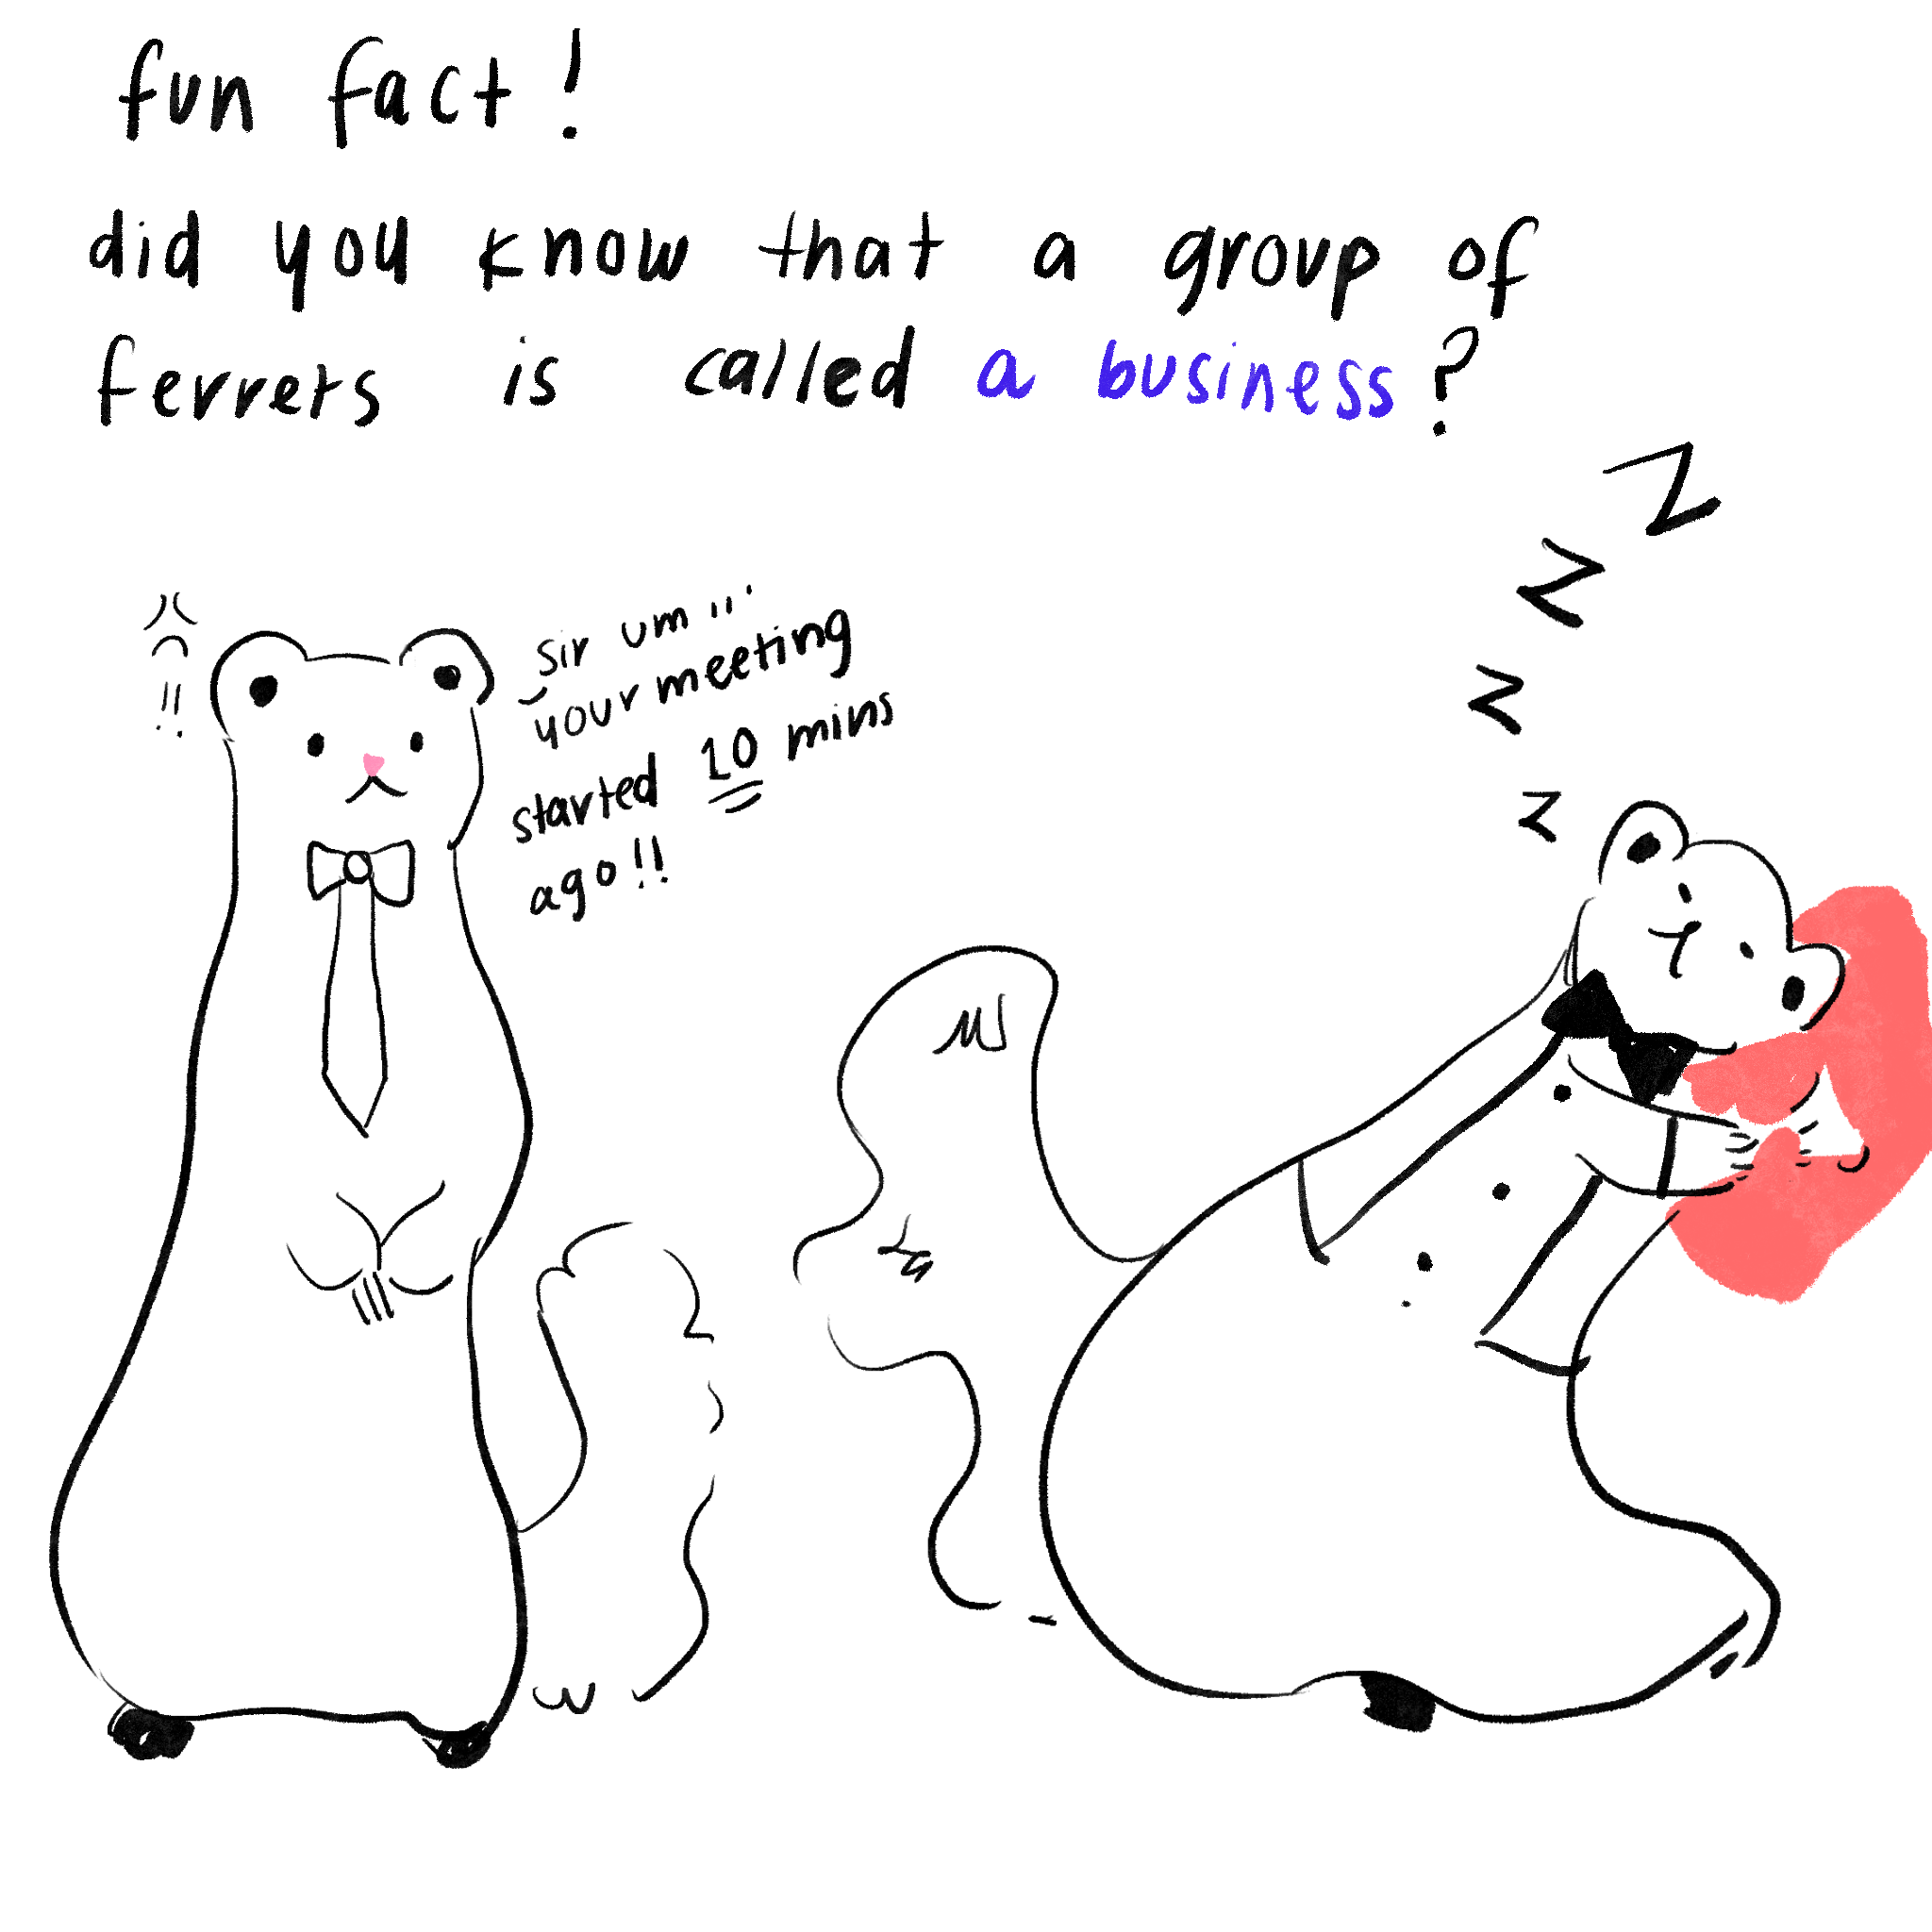 fun fact!
did you know that a group of
ferrets is called a business?
sir um
your meeting
started 10 mins
ago!!
!!
z
z
z
z